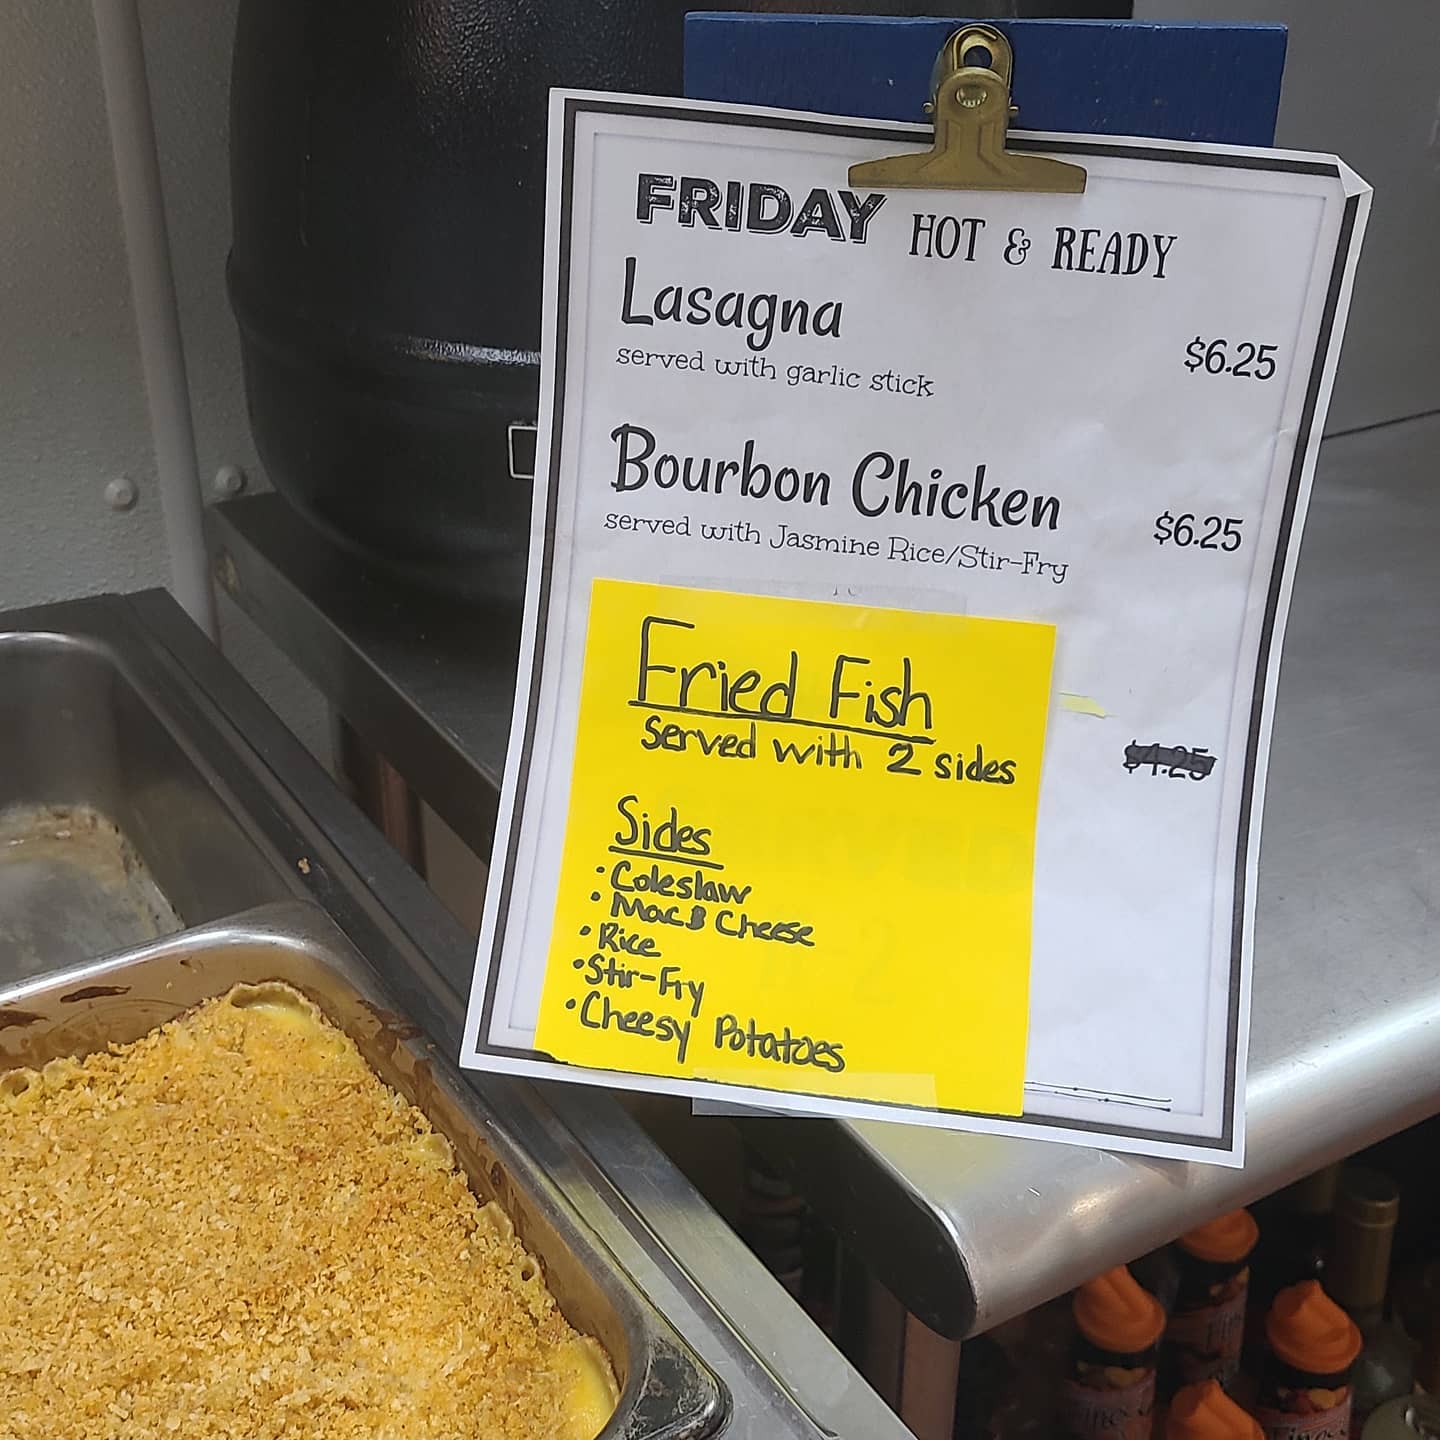 FRIDAY HOT & READY
Lasagna
served with garlic stick
$6.25
Bourbon Chicken
served with Jasmine Rice/Stir-Fry
$6.25
Fried Fish
Served with 2 sides
$4.25
Sides
• Coleslaw
• Mac & Cheese
• Rice
• Stir-Fry
• Cheesy Potatoes